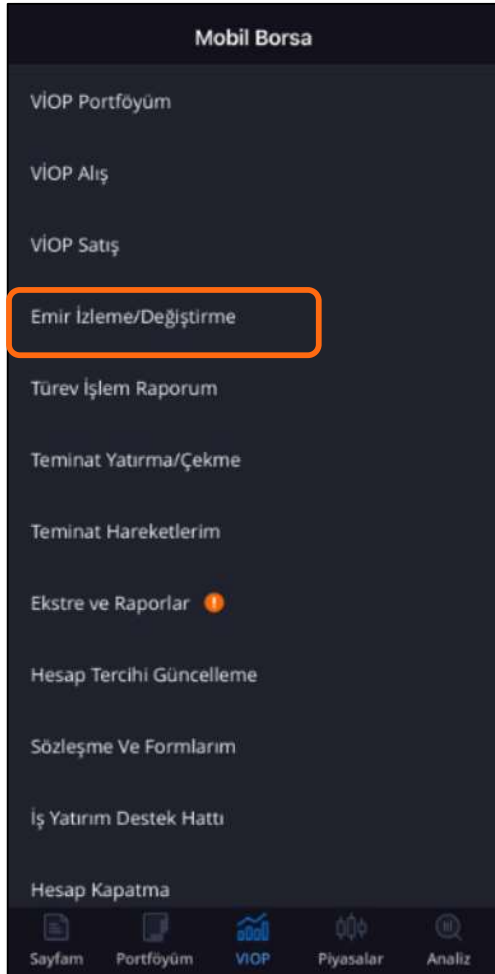 Mobil Borsa
VİOP Portföyüm
VİOP Alış
VİOP Satış
Emir İzleme/Değiştirme
Türev İşlem Raporum
Teminat Yatırma/Çekme
Teminat Hareketlerim
Ekstre ve Raporlar !
Hesap Tercihi Güncelleme
Sözleşme Ve Formlarım
İş Yatırım Destek Hattı
Hesap Kapatma
Sayfam Portföyüm VIOP Piyasalar Analiz